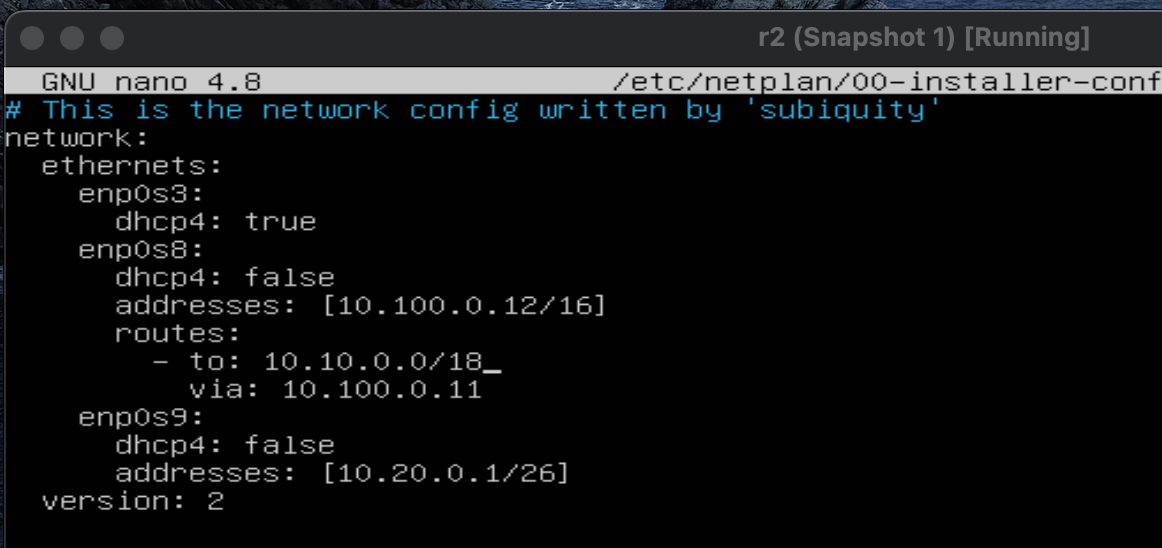 r2 (Snapshot 1) [Running]
GNU nano 4.8 /etc/netplan/00-installer-conf
# This is the network config written by 'subiquity'
network:
  ethernets:
    enp0s3:
      dhcp4: true
    enp0s8:
      dhcp4: false
      addresses: [10.100.0.12/16]
      routes:
        - to: 10.10.0.0/18_
          via: 10.100.0.11
    enp0s9:
      dhcp4: false
      addresses: [10.20.0.1/26]
  version: 2